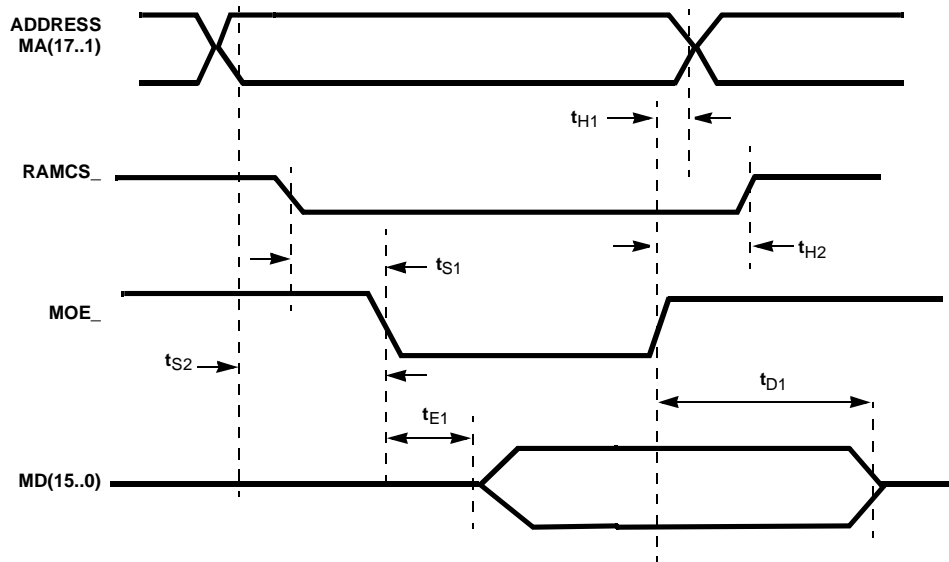 ADDRESS
MA(17..1)
tH1
RAMCS_
tH2
tS1
MOE_
tS2
tD1
tE1
MD(15..0)